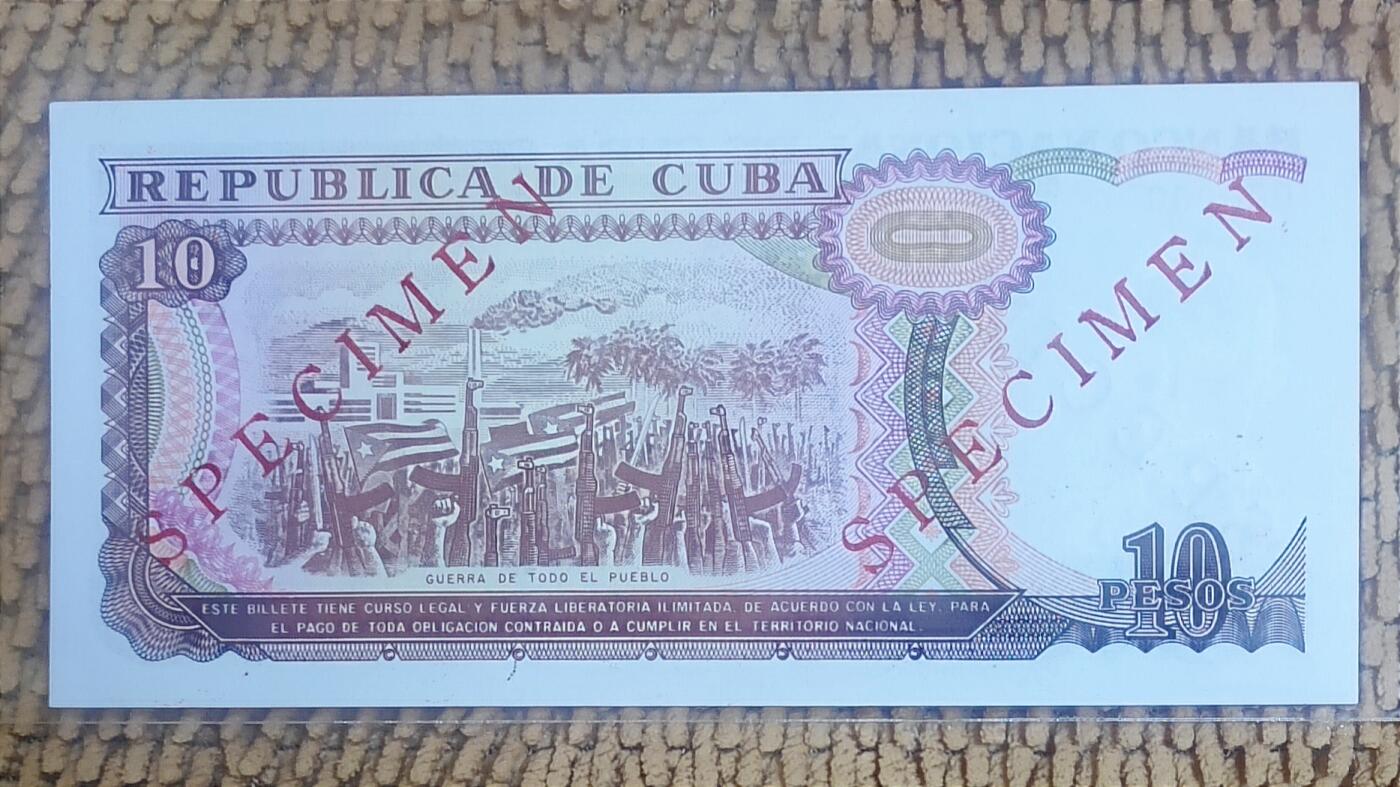 REPUBLICA DE CUBA
10
SPECIMEN
SPECIMEN
GUERRA DE TODO EL PUEBLO
ESTE BILLETE TIENE CURSO LEGAL Y FUERZA LIBERATORIA ILIMITADA, DE ACUERDO CON LA LEY, PARA
EL PAGO DE TODA OBLIGACION CONTRAIDA O A CUMPLIR EN EL TERRITORIO NACIONAL.
10
PESOS